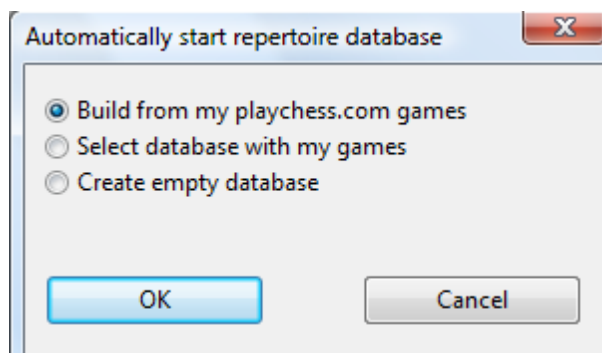 Automatically start repertoire database
Build from my playchess.com games
Select database with my games
Create empty database
OK
Cancel